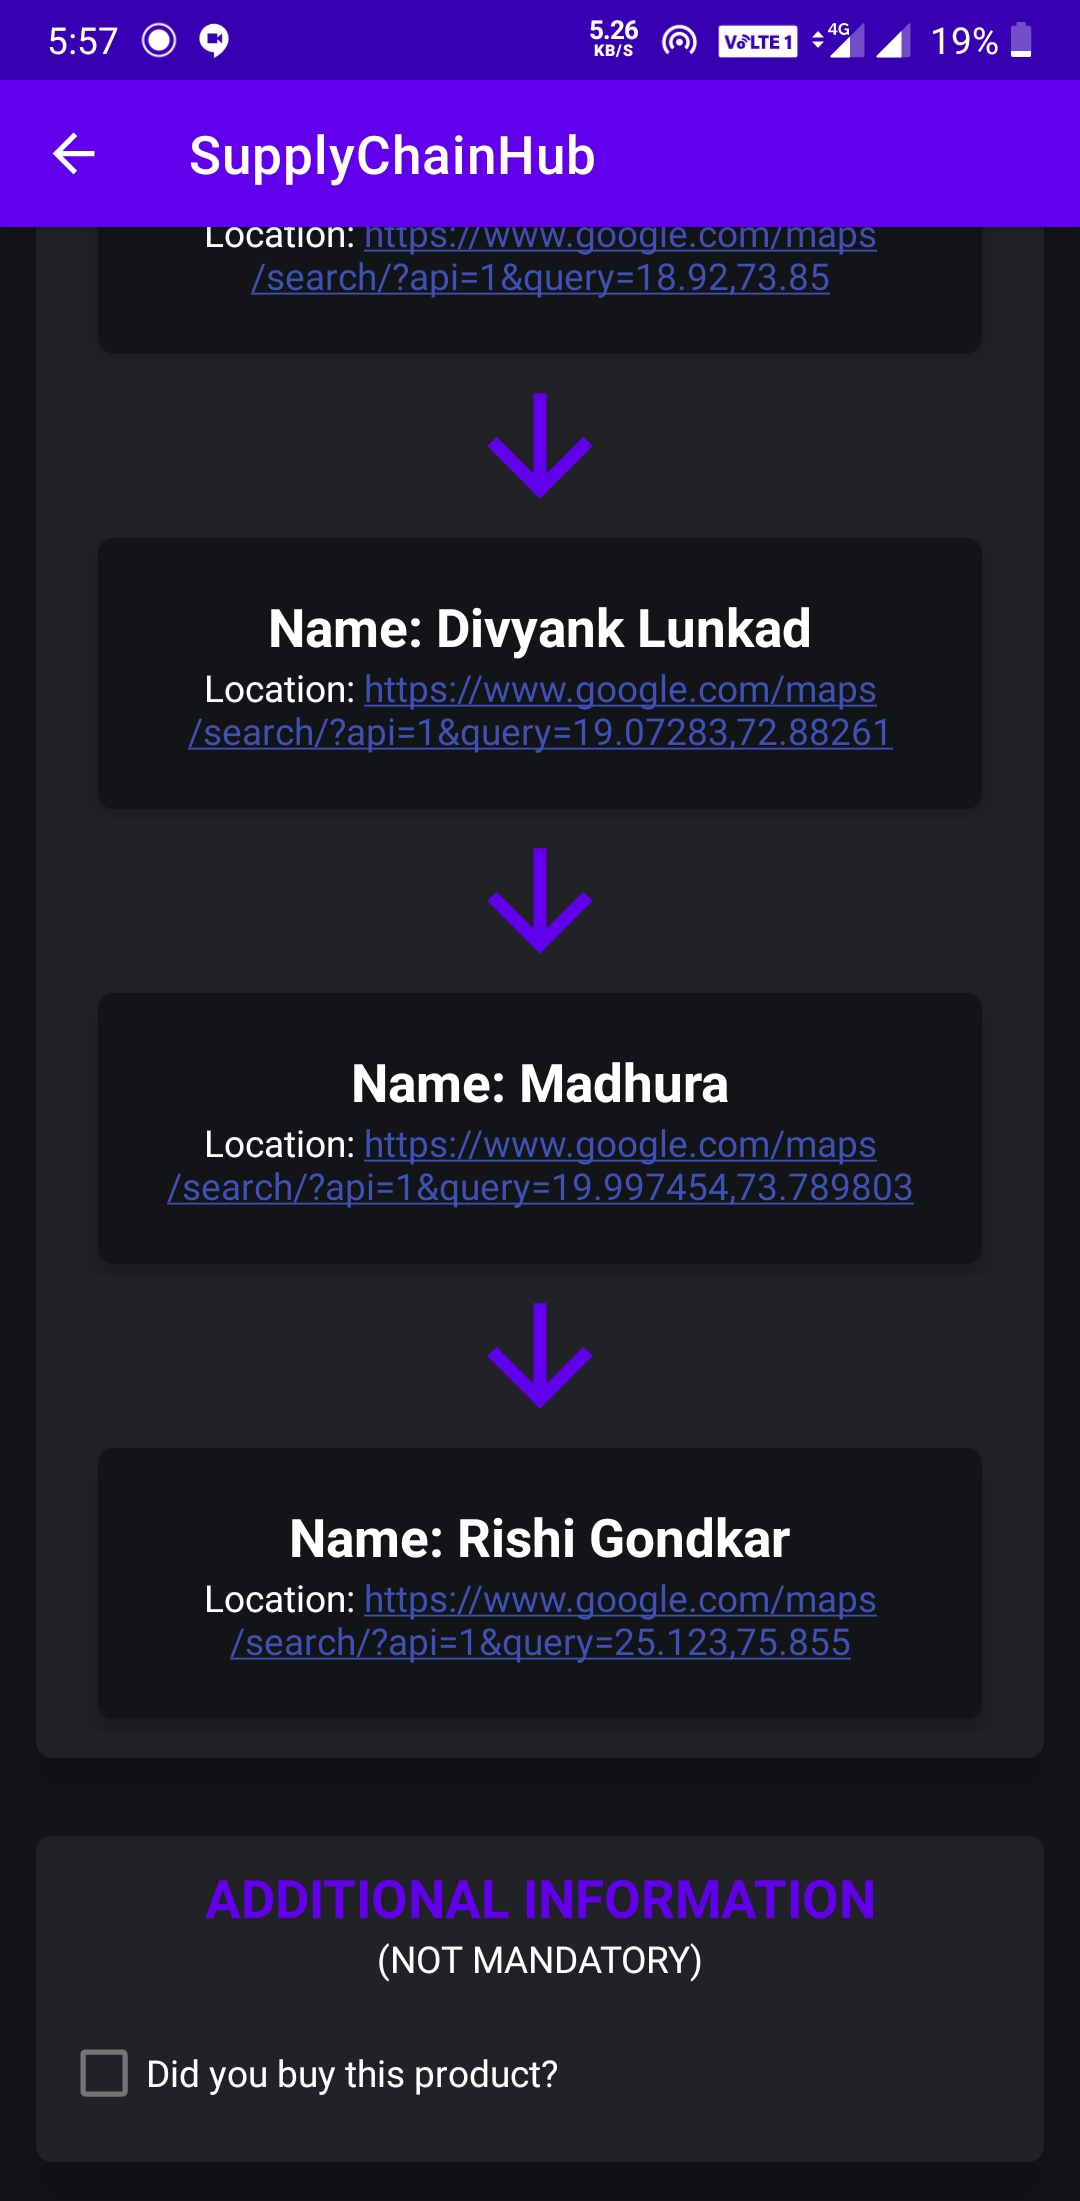 5:57
5.26
KB/S
VoLTE 1
4G
19%
SupplyChainHub
Location: https://www.google.com/maps
/search/?api=1&query=18.92,73.85
Name: Divyank Lunkad
Location: https://www.google.com/maps
/search/?api=1&query=19.07283,72.88261
Name: Madhura
Location: https://www.google.com/maps
/search/?api=1&query=19.997454,73.789803
Name: Rishi Gondkar
Location: https://www.google.com/maps
/search/?api=1&query=25.123,75.855
ADDITIONAL INFORMATION
(NOT MANDATORY)
Did you buy this product?